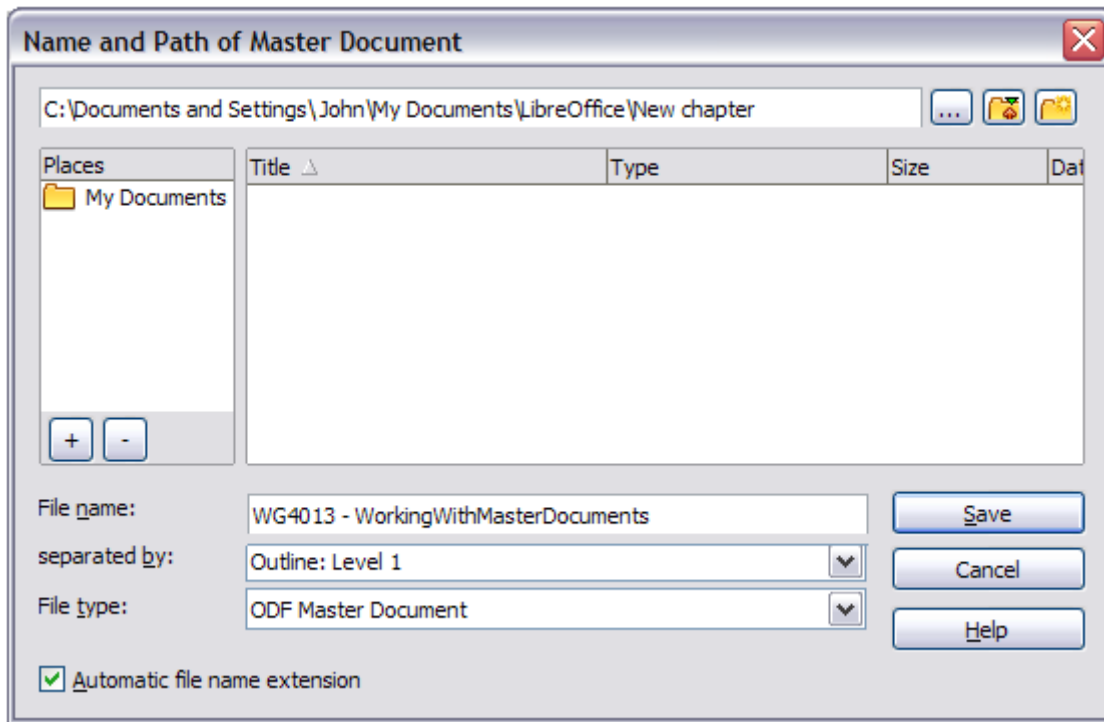 Name and Path of Master Document
C:\Documents and Settings\John\My Documents\LibreOffice\New chapter
...
Places
Title Type Size Dat
My Documents
+ -
File name: WG4013 - WorkingWithMasterDocuments Save
separated by: Outline: Level 1 Cancel
File type: ODF Master Document Help
Automatic file name extension